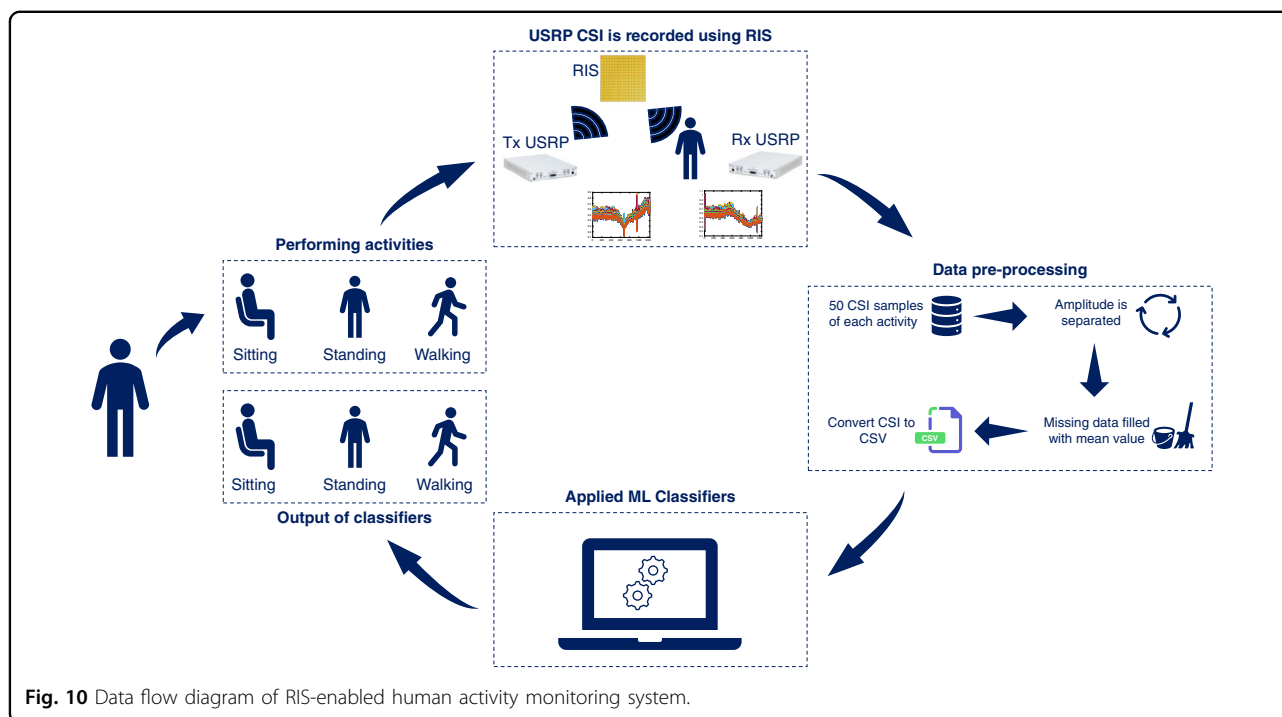 USRP CSI is recorded using RIS
RIS
Tx USRP
Rx USRP
Performing activities
Sitting
Standing
Walking
Data pre-processing
50 CSI samples
of each activity
Amplitude is
separated
Convert CSI to
CSV
CSV
Missing data filled
with mean value
Sitting
Standing
Walking
Output of classifiers
Applied ML Classifiers
Fig. 10 Data flow diagram of RIS-enabled human activity monitoring system.